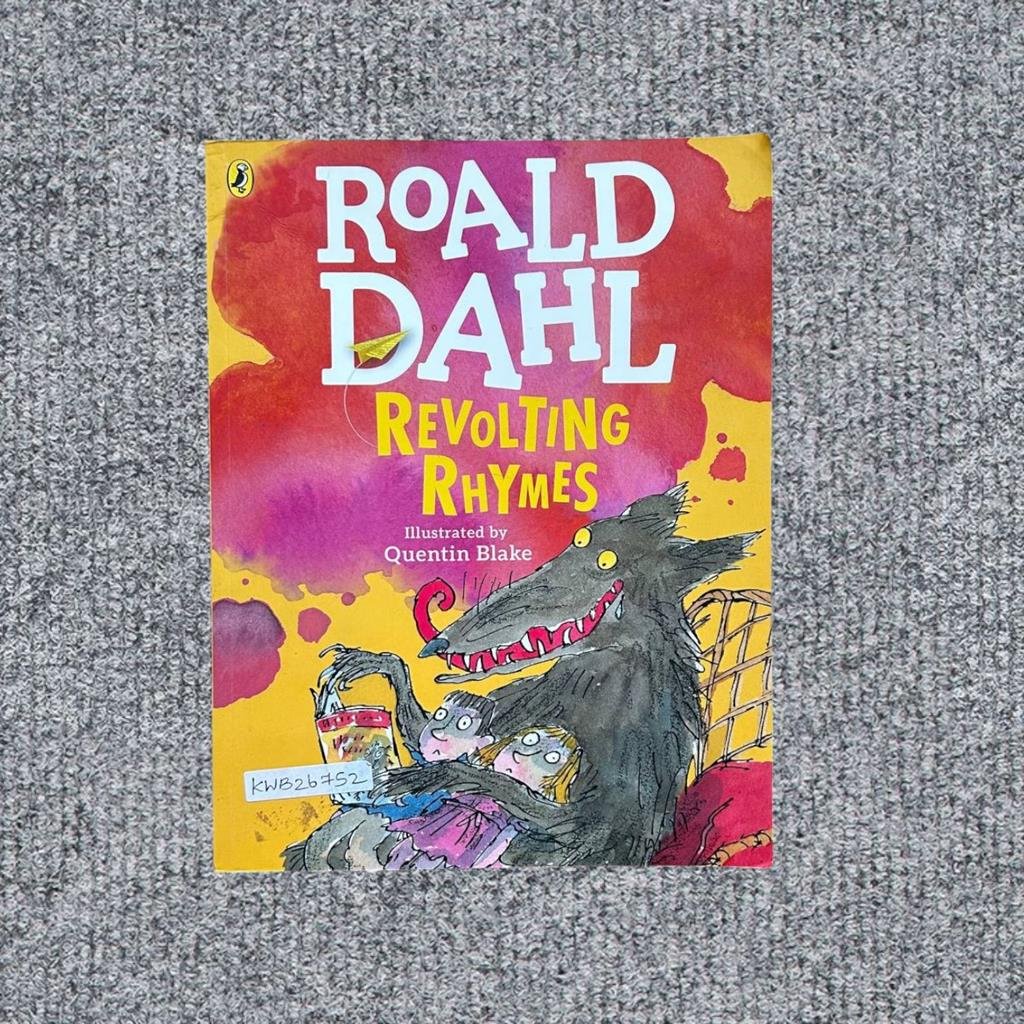 ROALD
DAHL
REVOLTING
RHYMES
Illustrated by
Quentin Blake
KWB26752